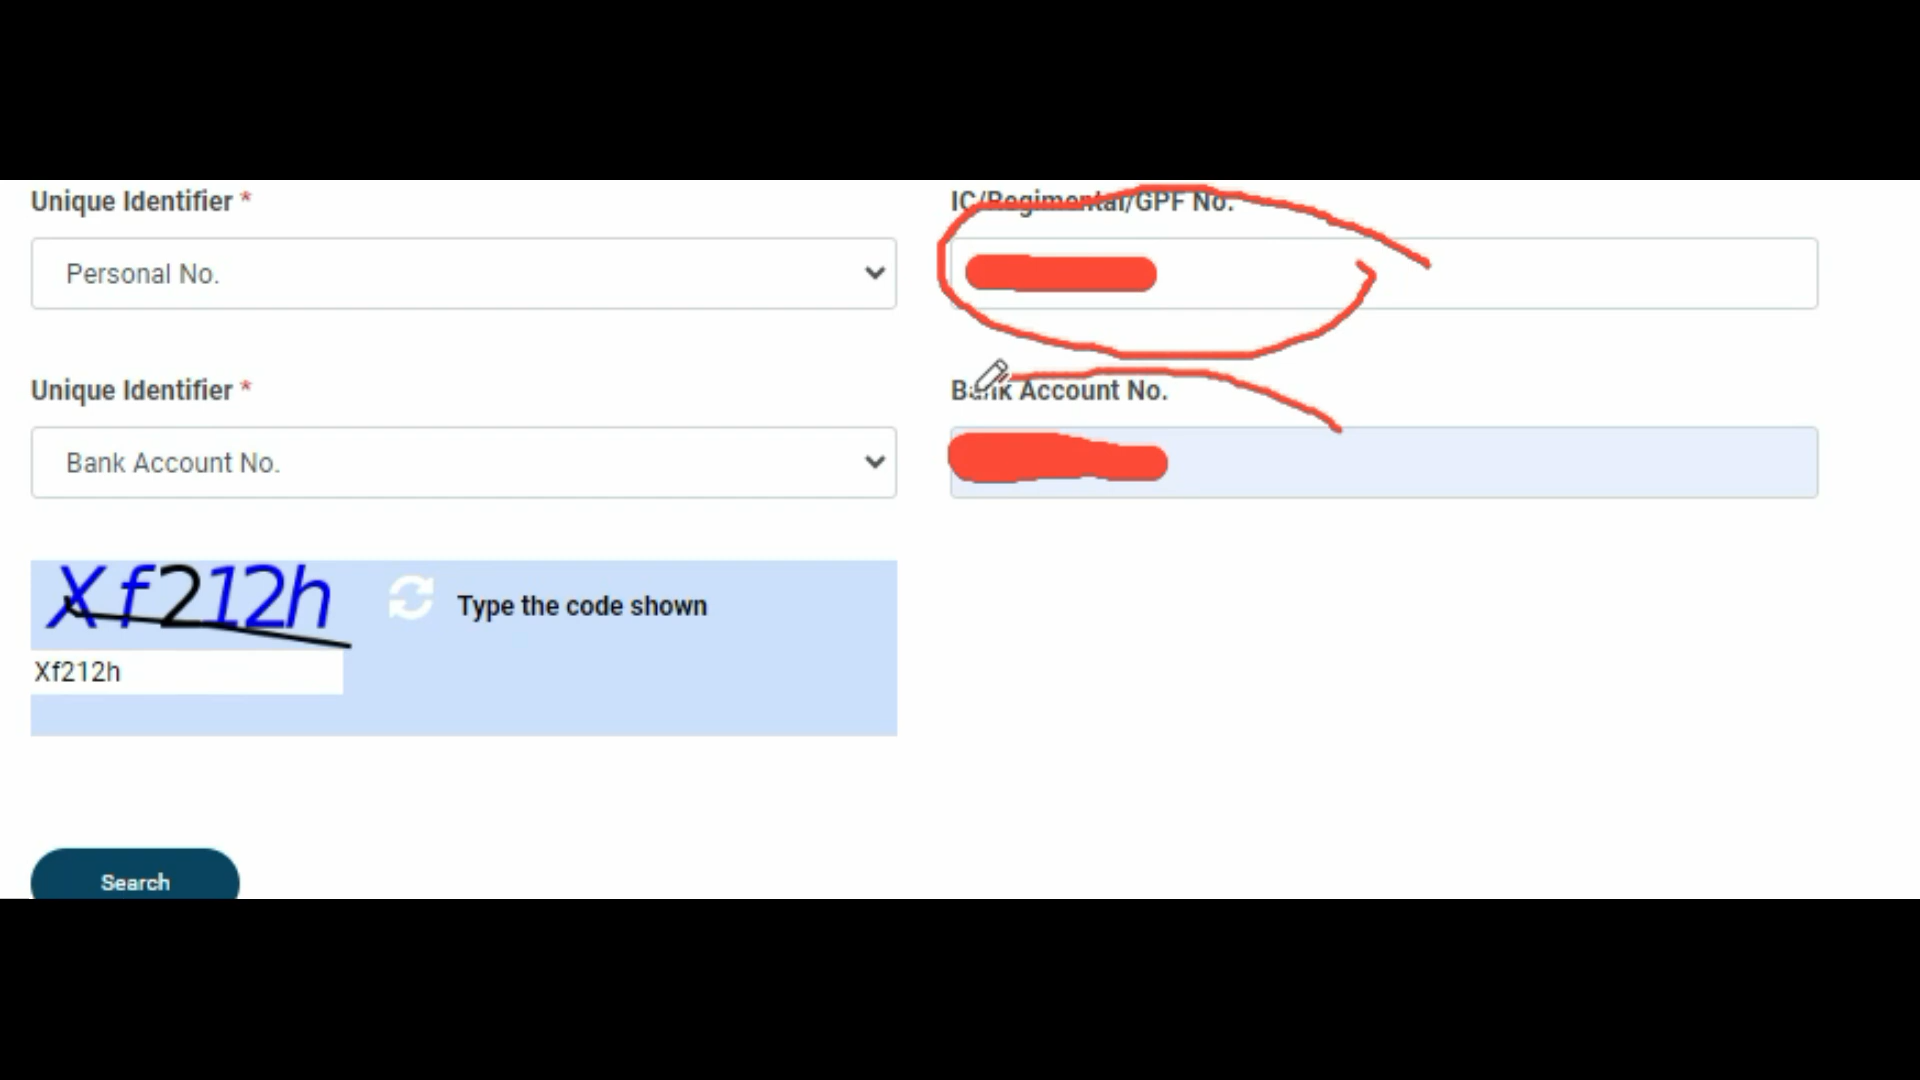 Unique Identifier *
IC/Regimental/GPF No.
Personal No.
Unique Identifier *
Bank Account No.
Bank Account No.
Xf212h
Type the code shown
Xf212h
Search